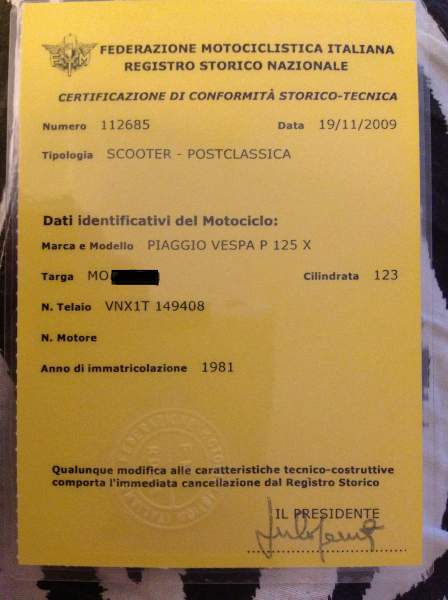 FEDERAZIONE MOTOCICLISTICA ITALIANA
REGISTRO STORICO NAZIONALE
CERTIFICAZIONE DI CONFORMITÀ STORICO-TECNICA
Numero 112685 Data 19/11/2009
Tipologia SCOOTER - POSTCLASSICA
Dati identificativi del Motociclo:
Marca e Modello PIAGGIO VESPA P 125 X
Targa MO Cilindrata 123
N. Telaio VNX1T 149408
N. Motore
Anno di immatricolazione 1981
Qualunque modifica alle caratteristiche tecnico-costruttive
comporta l'immediata cancellazione dal Registro Storico
IL PRESIDENTE